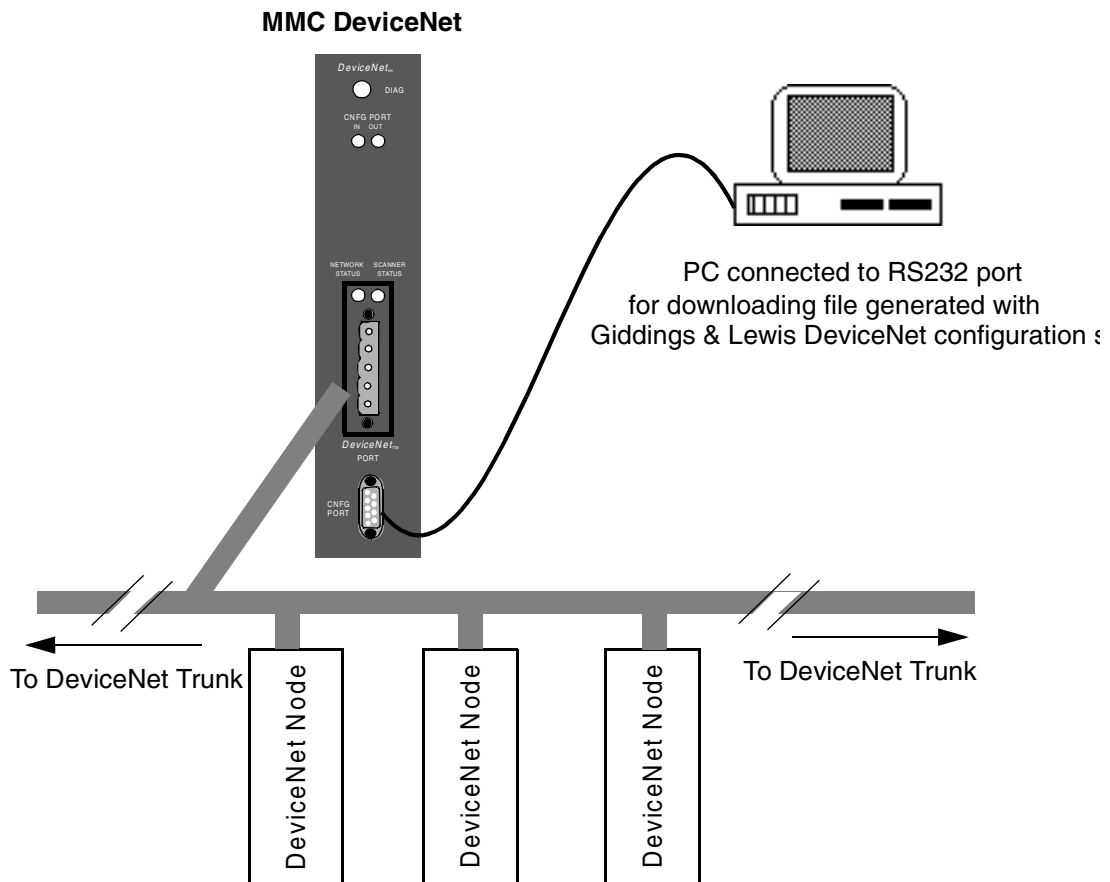 MMC DeviceNet
DeviceNet
DIAG
CNFG PORT
IN OUT
NETWORK STATUS
SCANNER STATUS
DeviceNet
PORT
CNFG
PORT
PC connected to RS232 port
for downloading file generated with
Giddings & Lewis DeviceNet configuration s
To DeviceNet Trunk
To DeviceNet Trunk
DeviceNet Node
DeviceNet Node
DeviceNet Node